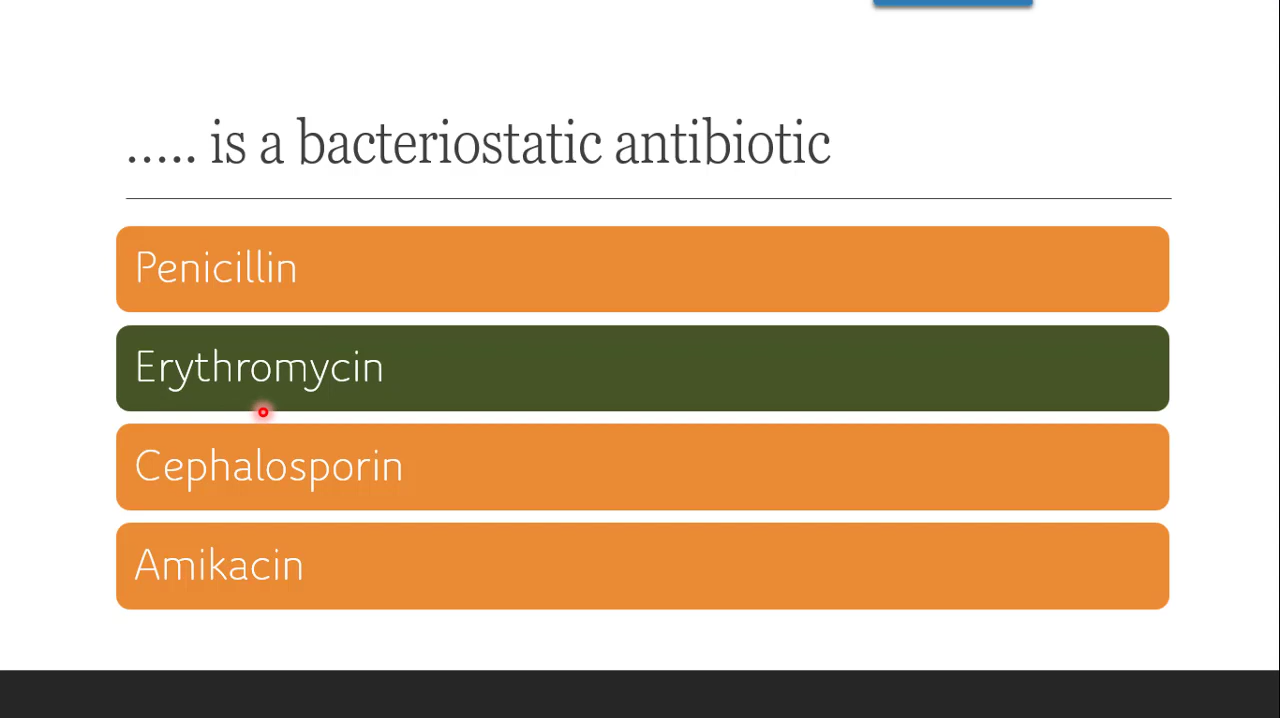 ..... is a bacteriostatic antibiotic
Penicillin
Erythromycin
Cephalosporin
Amikacin